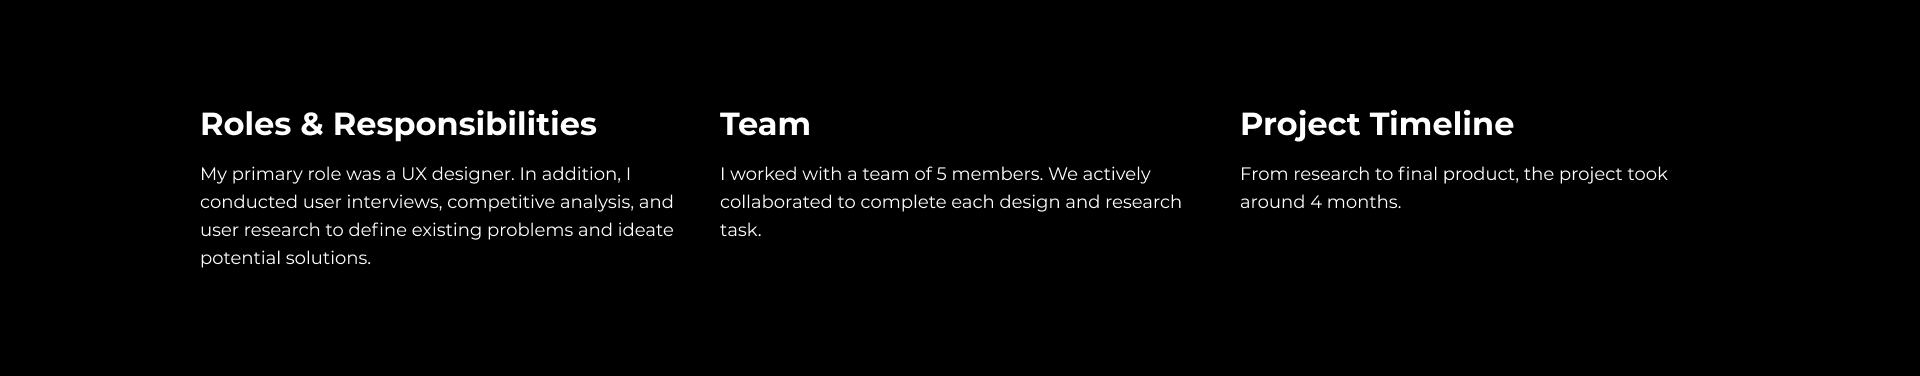 Roles & Responsibilities
My primary role was a UX designer. In addition, I
conducted user interviews, competitive analysis, and
user research to define existing problems and ideate
potential solutions.
Team
I worked with a team of 5 members. We actively
collaborated to complete each design and research
task.
Project Timeline
From research to final product, the project took
around 4 months.